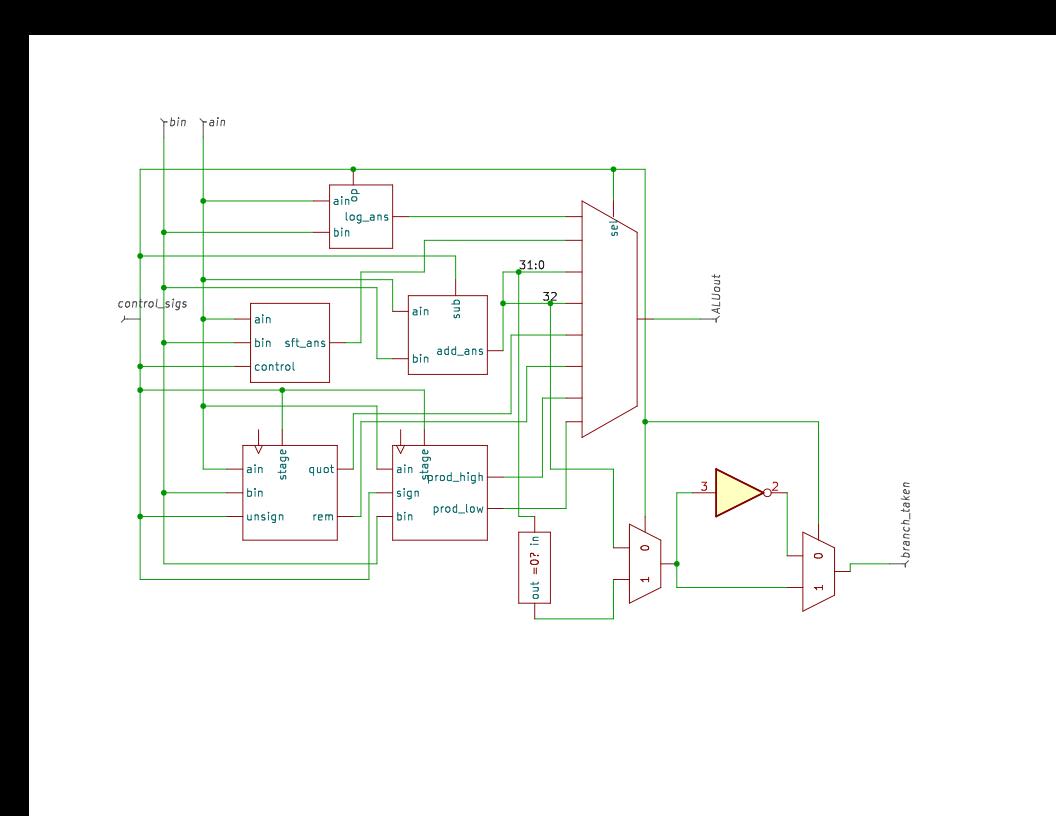 bin
ain
op
ain
log_ans
bin
sel
31:0
32
ALUout
control_sigs
sub
ain
ain
bin
sft_ans
add_ans
bin
control
stage
stage
ain
quot
ain
prod_high
bin
sign
3
2
branch_taken
unsign
rem
bin
prod_low
in
=0?
out
0
1
0
1